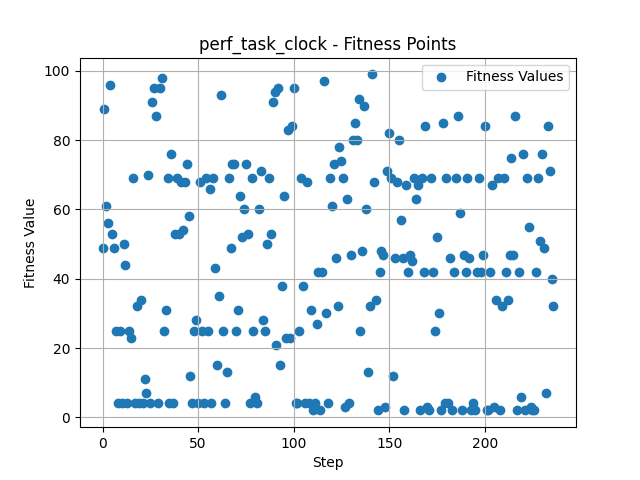 perf_task_clock - Fitness Points
Fitness Values
100
80
60
40
20
0
Fitness Value
0 50 100 150 200
Step